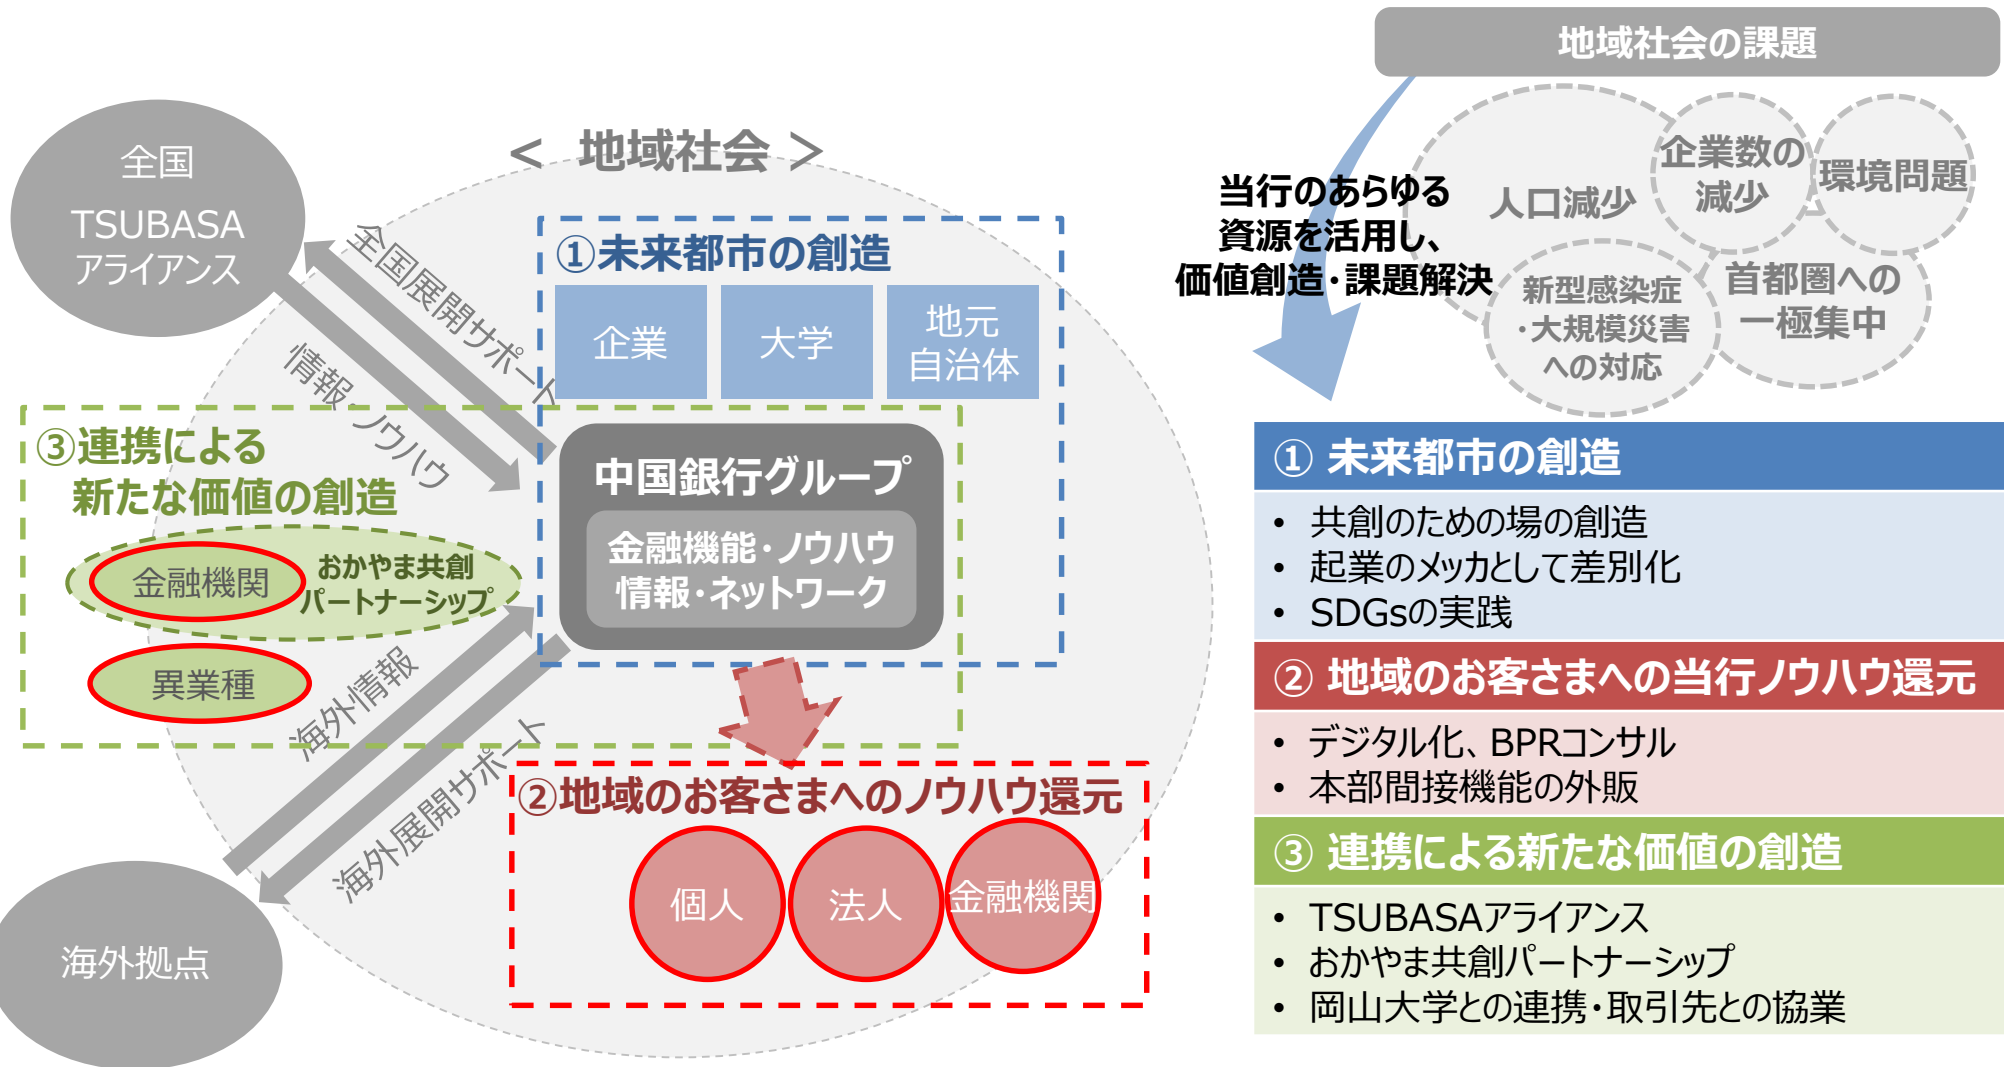 地域社会の課題
人口減少
企業数の
減少
環境問題
新型感染症
・大規模災害
への対応
首都圏への
一極集中
当行のあらゆる
資源を活用し、
価値創造・課題解決
＜ 地域社会 ＞
全国
TSUBASA
アライアンス
全国展開サポート
情報・ノウハウ
①未来都市の創造
企業
大学
地元
自治体
中国銀行グループ
金融機能・ノウハウ
情報・ネットワーク
③連携による
新たな価値の創造
金融機関
おかやま共創
パートナーシップ
異業種
海外情報
海外展開サポート
海外拠点
②地域のお客さまへのノウハウ還元
個人
法人
金融機関
① 未来都市の創造
• 共創のための場の創造
• 起業のメッカとして差別化
• SDGsの実践
② 地域のお客さまへの当行ノウハウ還元
• デジタル化、BPRコンサル
• 本部間接機能の外販
③ 連携による新たな価値の創造
• TSUBASAアライアンス
• おかやま共創パートナーシップ
• 岡山大学との連携・取引先との協業